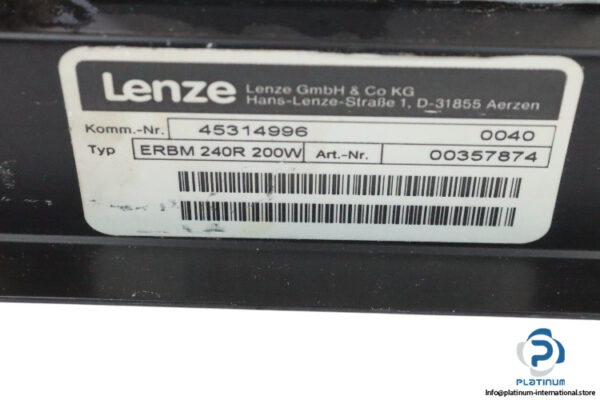 Lenze Lenze GmbH & Co KG
Hans-Lenze-Straße 1, D-31855 Aerzen
Komm.-Nr. 45314996 0040
Typ ERBM 240R 200W Art.-Nr. 00357874
PLATINUM
info@platinum-international.store